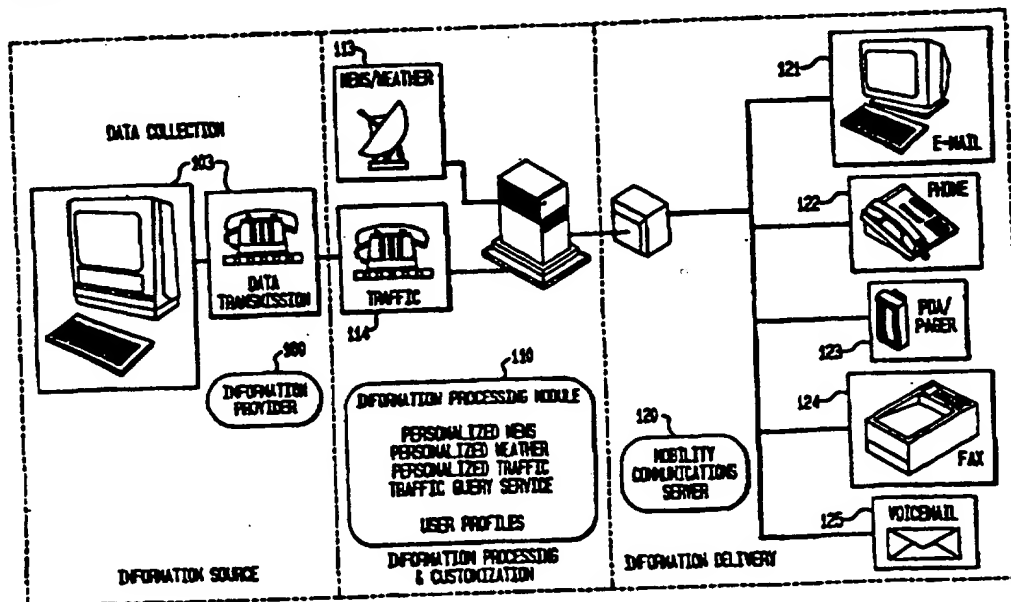 DATA COLLECTION
103
DATA
TRANSMISSION
100
INFORMATION
PROVIDER
INFORMATION SOURCE
113
NEWS/WEATHER
TRAFFIC
114
110
INFORMATION PROCESSING MODULE
PERSONALIZED NEWS
PERSONALIZED WEATHER
PERSONALIZED TRAFFIC
TRAFFIC QUERY SERVICE
USER PROFILES
INFORMATION PROCESSING
& CUSTOMIZATION
120
MOBILITY
COMMUNICATIONS
SERVER
INFORMATION DELIVERY
121
E-MAIL
122
PHONE
PDA/
PAGER
123
124
FAX
125
VOICEMAIL